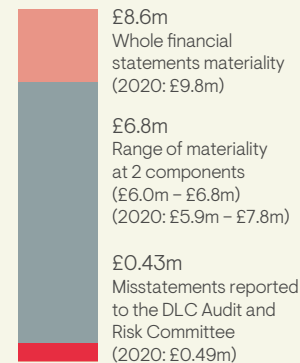 £8.6m
Whole financial
statements materiality
(2020: £9.8m)
£6.8m
Range of materiality
at 2 components
(£6.0m – £6.8m)
(2020: £5.9m – £7.8m)
£0.43m
Misstatements reported
to the DLC Audit and
Risk Committee
(2020: £0.49m)